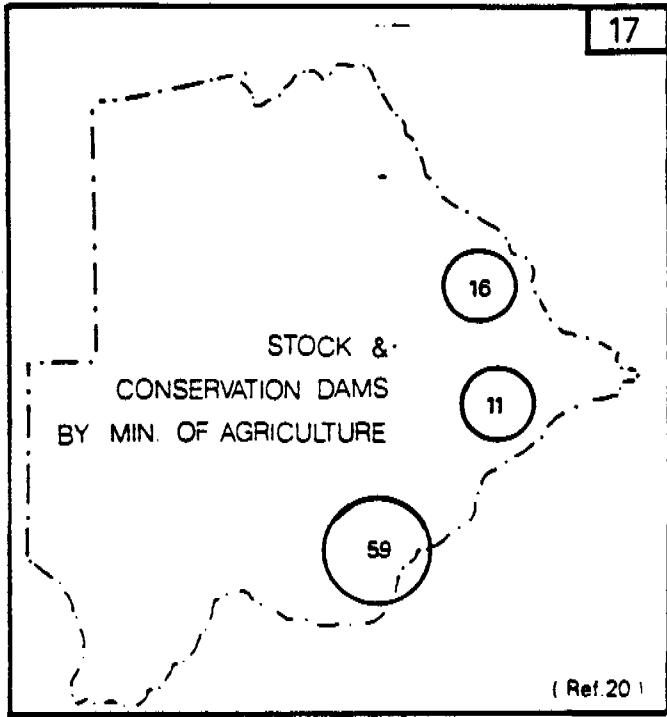 17
16
STOCK &
CONSERVATION DAMS
11
BY MIN. OF AGRICULTURE
59
( Ref.20 )